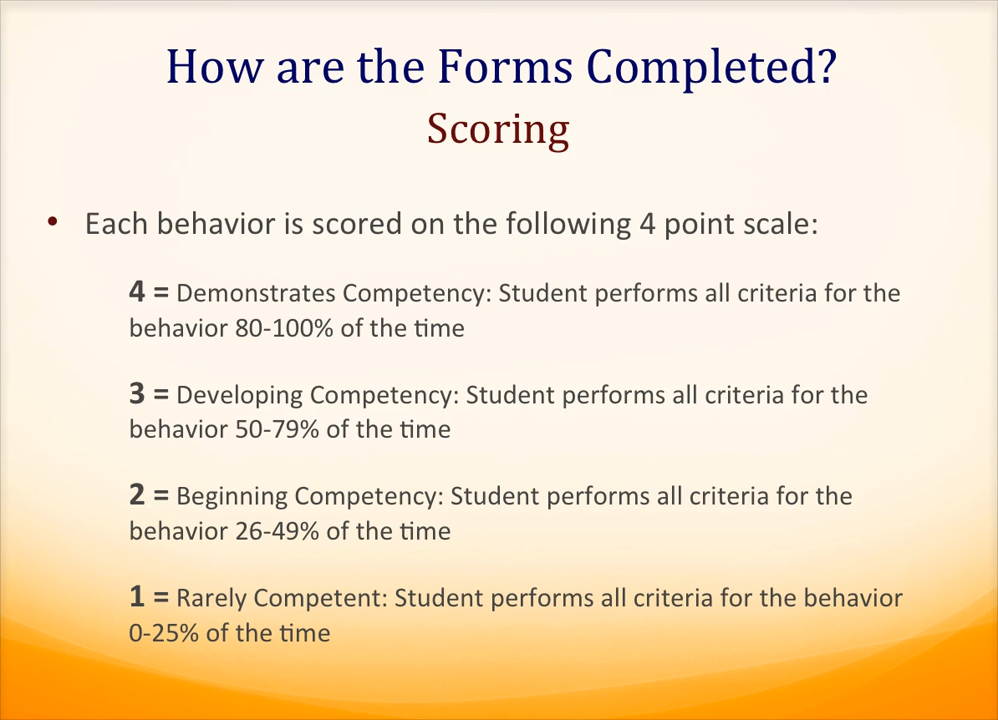 How are the Forms Completed?
Scoring
• Each behavior is scored on the following 4 point scale:
4 = Demonstrates Competency: Student performs all criteria for the
behavior 80-100% of the time
3 = Developing Competency: Student performs all criteria for the
behavior 50-79% of the time
2 = Beginning Competency: Student performs all criteria for the
behavior 26-49% of the time
1 = Rarely Competent: Student performs all criteria for the behavior
0-25% of the time